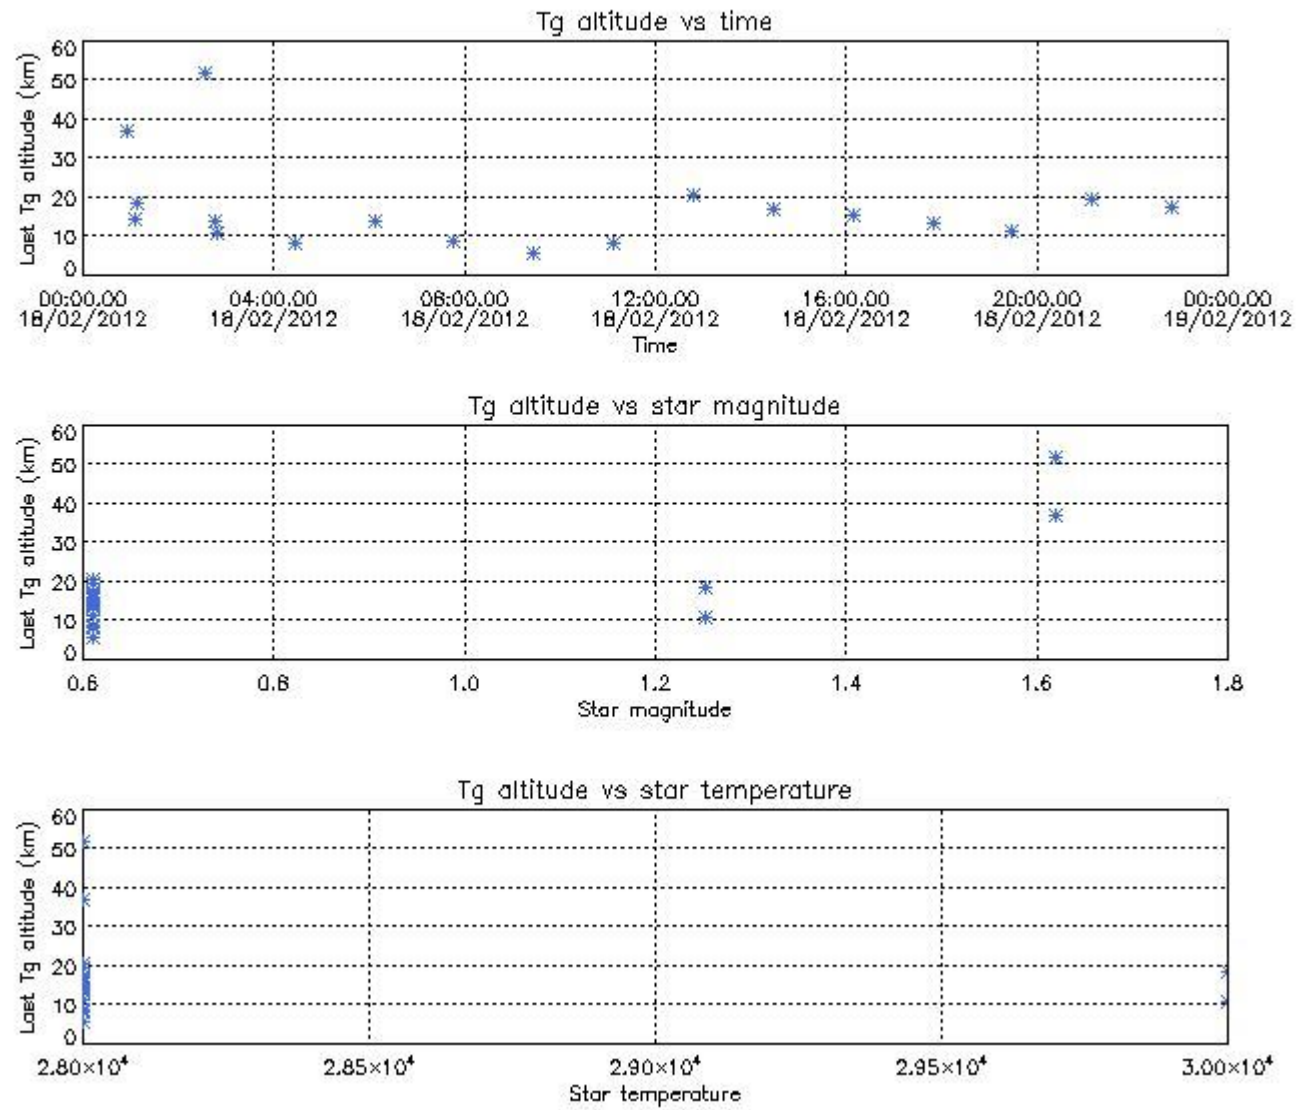 Tg altitude vs time
Last Tg altitude (km)
60
50
40
30
20
10
0
00:00.00 04:00.00 08:00.00 12:00.00 16:00.00 20:00.00 00:00.00
18/02/2012 18/02/2012 18/02/2012 18/02/2012 18/02/2012 18/02/2012 19/02/2012
Time
Tg altitude vs star magnitude
Last Tg altitude (km)
60
50
40
30
20
10
0
0.6 0.8 1.0 1.2 1.4 1.6 1.8
Star magnitude
Tg altitude vs star temperature
Last Tg altitude (km)
60
50
40
30
20
10
0
2.80×10⁴ 2.85×10⁴ 2.90×10⁴ 2.95×10⁴ 3.00×10⁴
Star temperature